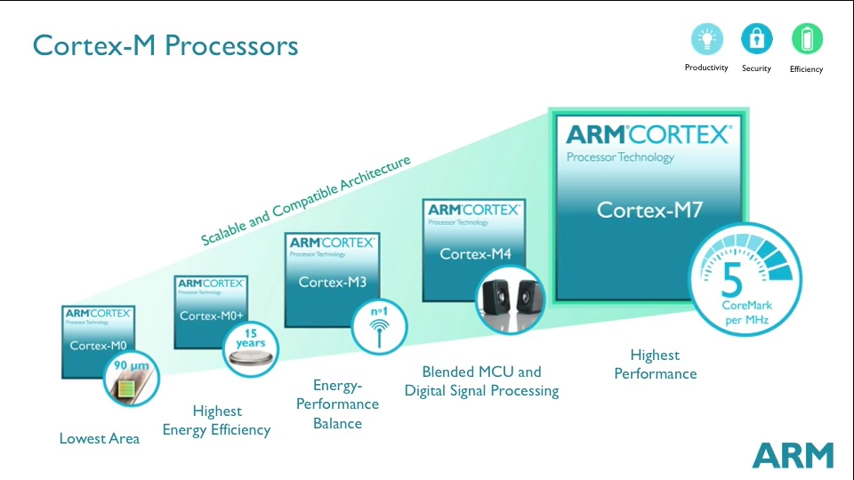 Cortex-M Processors
Productivity
Security
Efficiency
Scalable and Compatible Architecture
ARM®CORTEX®
Processor Technology
Cortex-M0
90 µm
Lowest Area
ARM®CORTEX®
Processor Technology
Cortex-M0+
15
years
Highest
Energy Efficiency
ARM®CORTEX®
Processor Technology
Cortex-M3
nº1
Energy-
Performance
Balance
ARM®CORTEX®
Processor Technology
Cortex-M4
Blended MCU and
Digital Signal Processing
ARM®CORTEX®
Processor Technology
Cortex-M7
5
CoreMark
per MHz
Highest
Performance
ARM